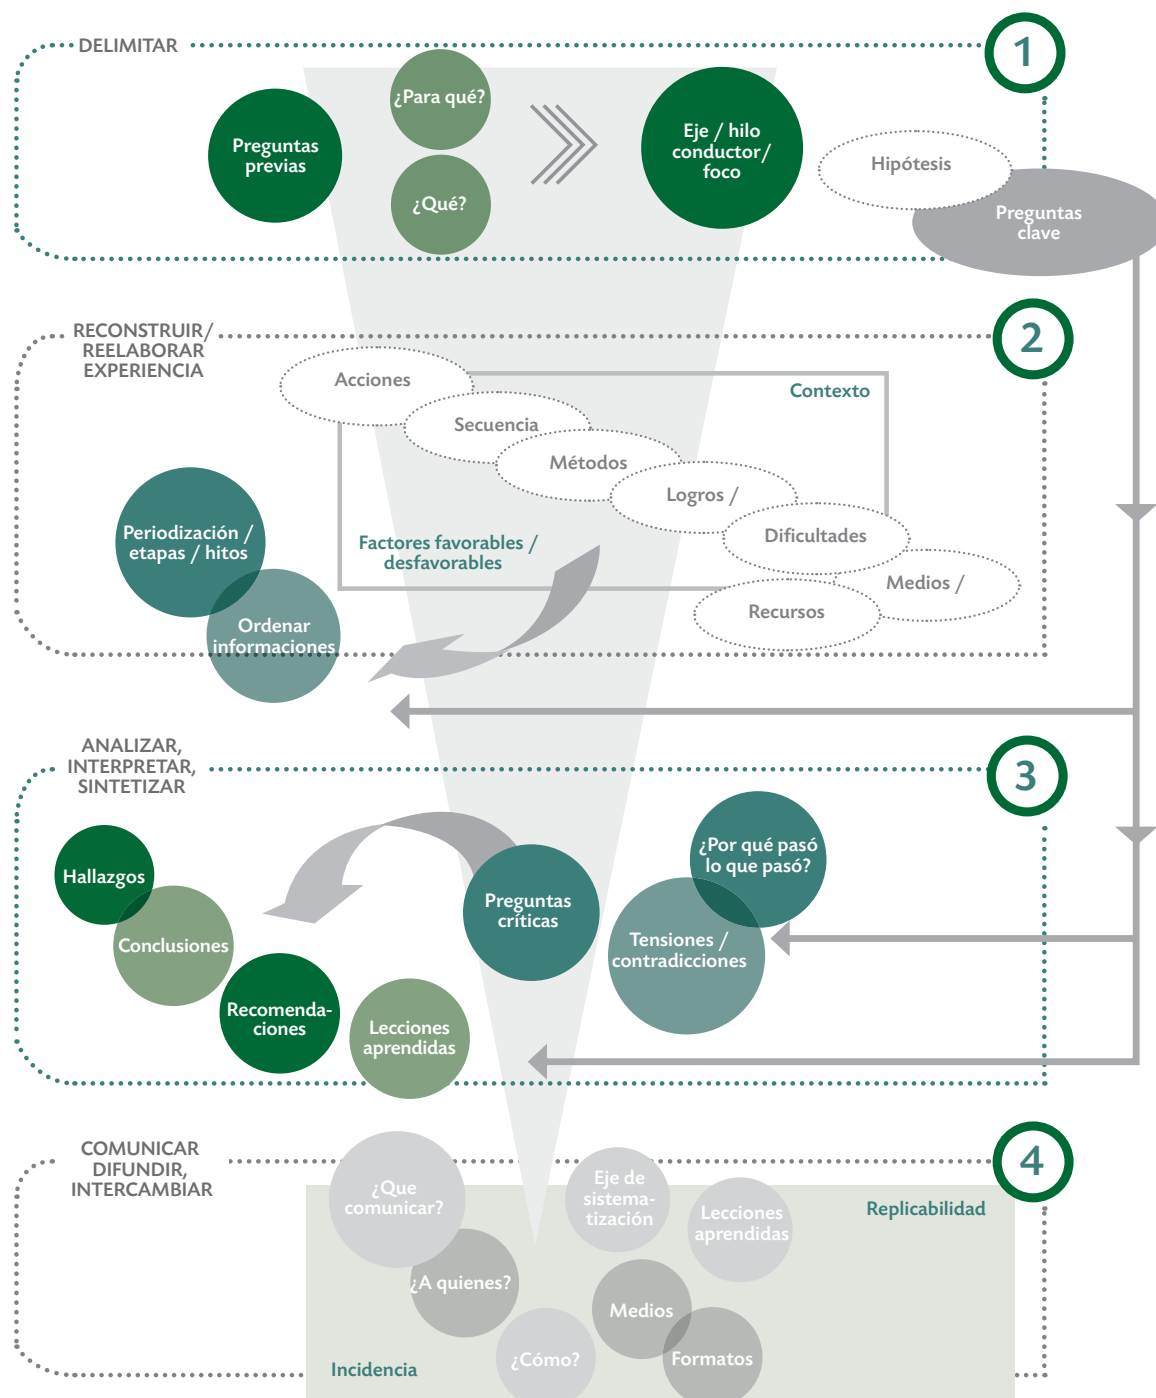 DELIMITAR
1
Preguntas
previas
¿Para qué?
¿Qué?
Eje / hilo
conductor/
foco
Hipótesis
Preguntas
clave
RECONSTRUIR/
REELABORAR
EXPERIENCIA
2
Acciones
Contexto
Secuencia
Métodos
Logros /
Dificultades
Medios /
Recursos
Factores favorables /
desfavorables
Periodización /
etapas / hitos
Ordenar
informaciones
ANALIZAR,
INTERPRETAR,
SINTETIZAR
3
¿Por qué pasó
lo que pasó?
Tensiones /
contradicciones
Preguntas
críticas
Hallazgos
Conclusiones
Recomenda-
ciones
Lecciones
aprendidas
COMUNICAR
DIFUNDIR,
INTERCAMBIAR
4
¿Que
comunicar?
Eje de
sistema-
tización
Lecciones
aprendidas
Replicabilidad
¿A quienes?
Medios
¿Cómo?
Formatos
Incidencia